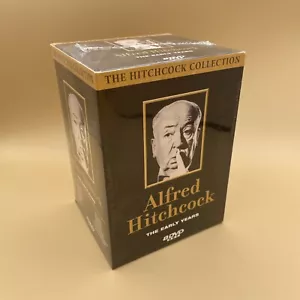 THE HITCHCOCK COLLECTION
Alfred
Hitchcock
THE EARLY YEARS